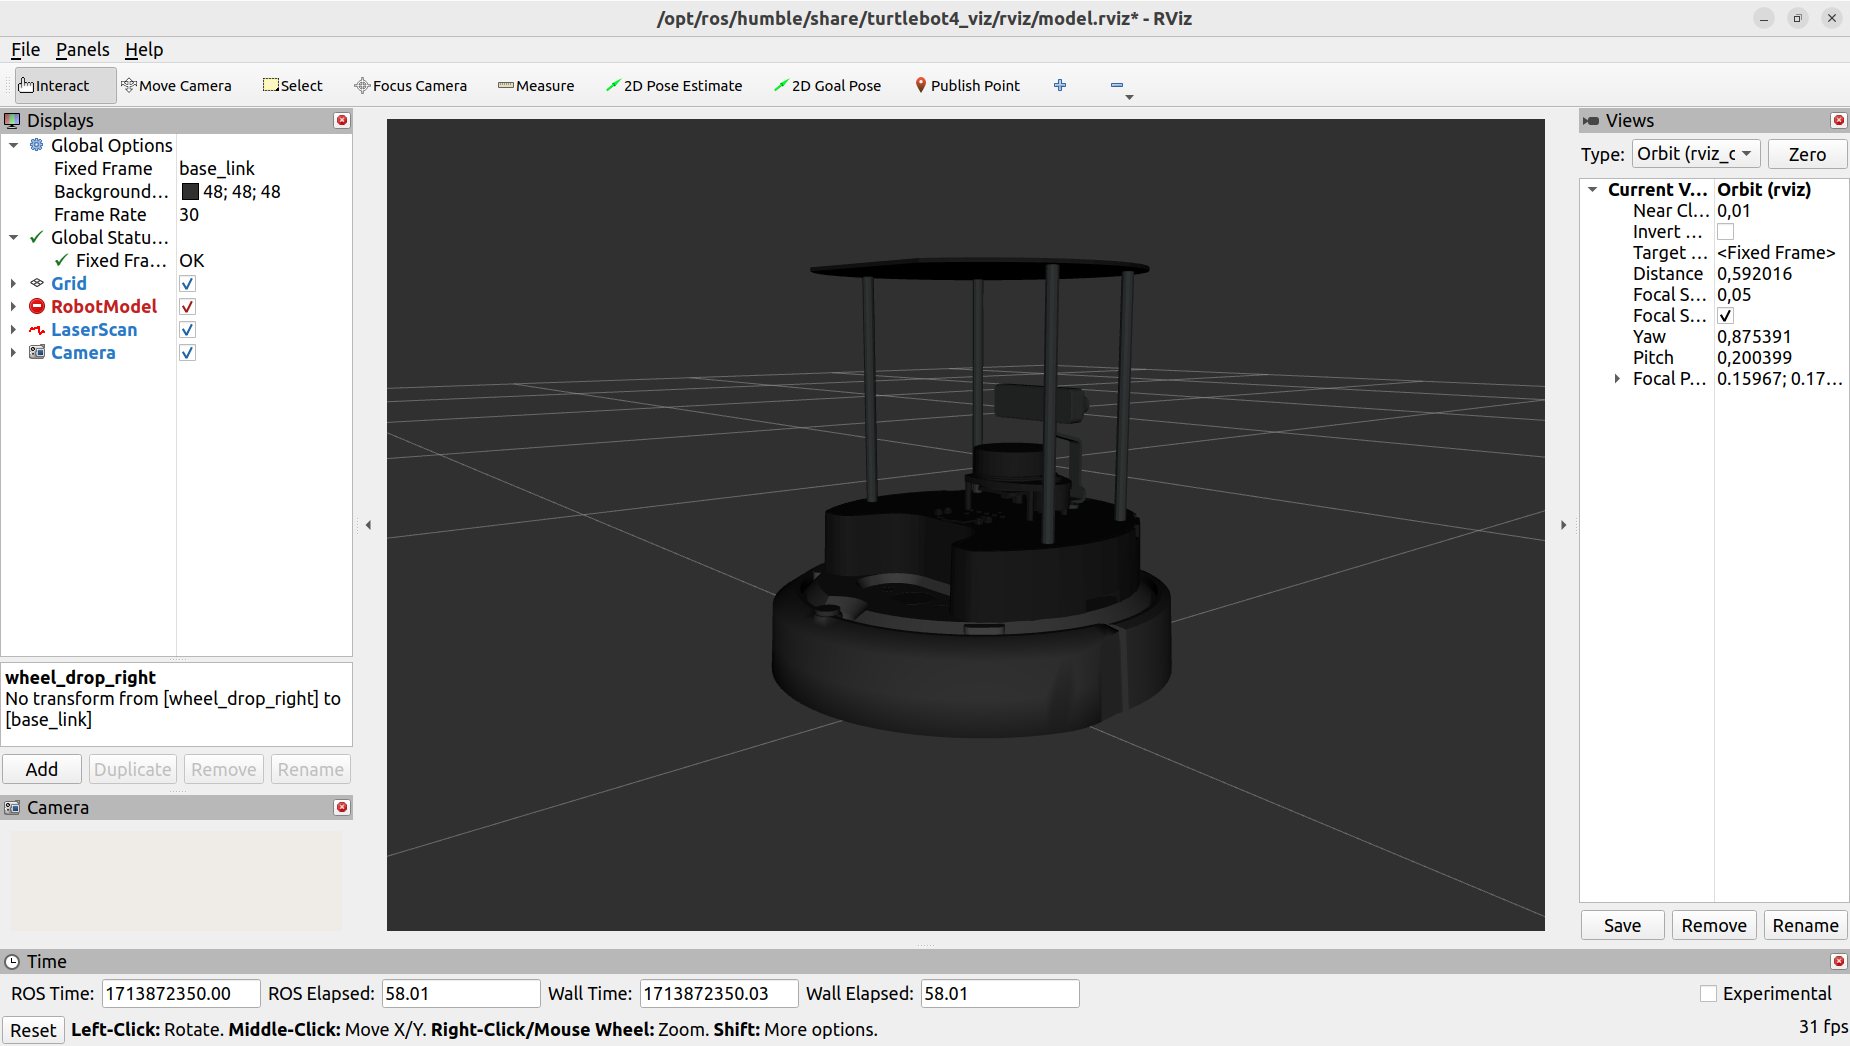 /opt/ros/humble/share/turtlebot4_viz/rviz/model.rviz* - RViz
File Panels Help
Interact Move Camera Select Focus Camera Measure 2D Pose Estimate 2D Goal Pose Publish Point
Displays
Global Options
Fixed Frame base_link
Background... 48; 48; 48
Frame Rate 30
Global Statu...
Fixed Fra... OK
Grid
RobotModel
LaserScan
Camera
wheel_drop_right
No transform from [wheel_drop_right] to
[base_link]
Add Duplicate Remove Rename
Camera
Views
Type: Orbit (rviz_c Zero
Current V... Orbit (rviz)
Near Cl... 0,01
Invert ...
Target ... <Fixed Frame>
Distance 0,592016
Focal S... 0,05
Focal S...
Yaw 0,875391
Pitch 0,200399
Focal P... 0.15967; 0.17...
Save Remove Rename
Time
ROS Time: 1713872350.00 ROS Elapsed: 58.01 Wall Time: 1713872350.03 Wall Elapsed: 58.01 Experimental
Reset Left-Click: Rotate. Middle-Click: Move X/Y. Right-Click/Mouse Wheel: Zoom. Shift: More options. 31 fps